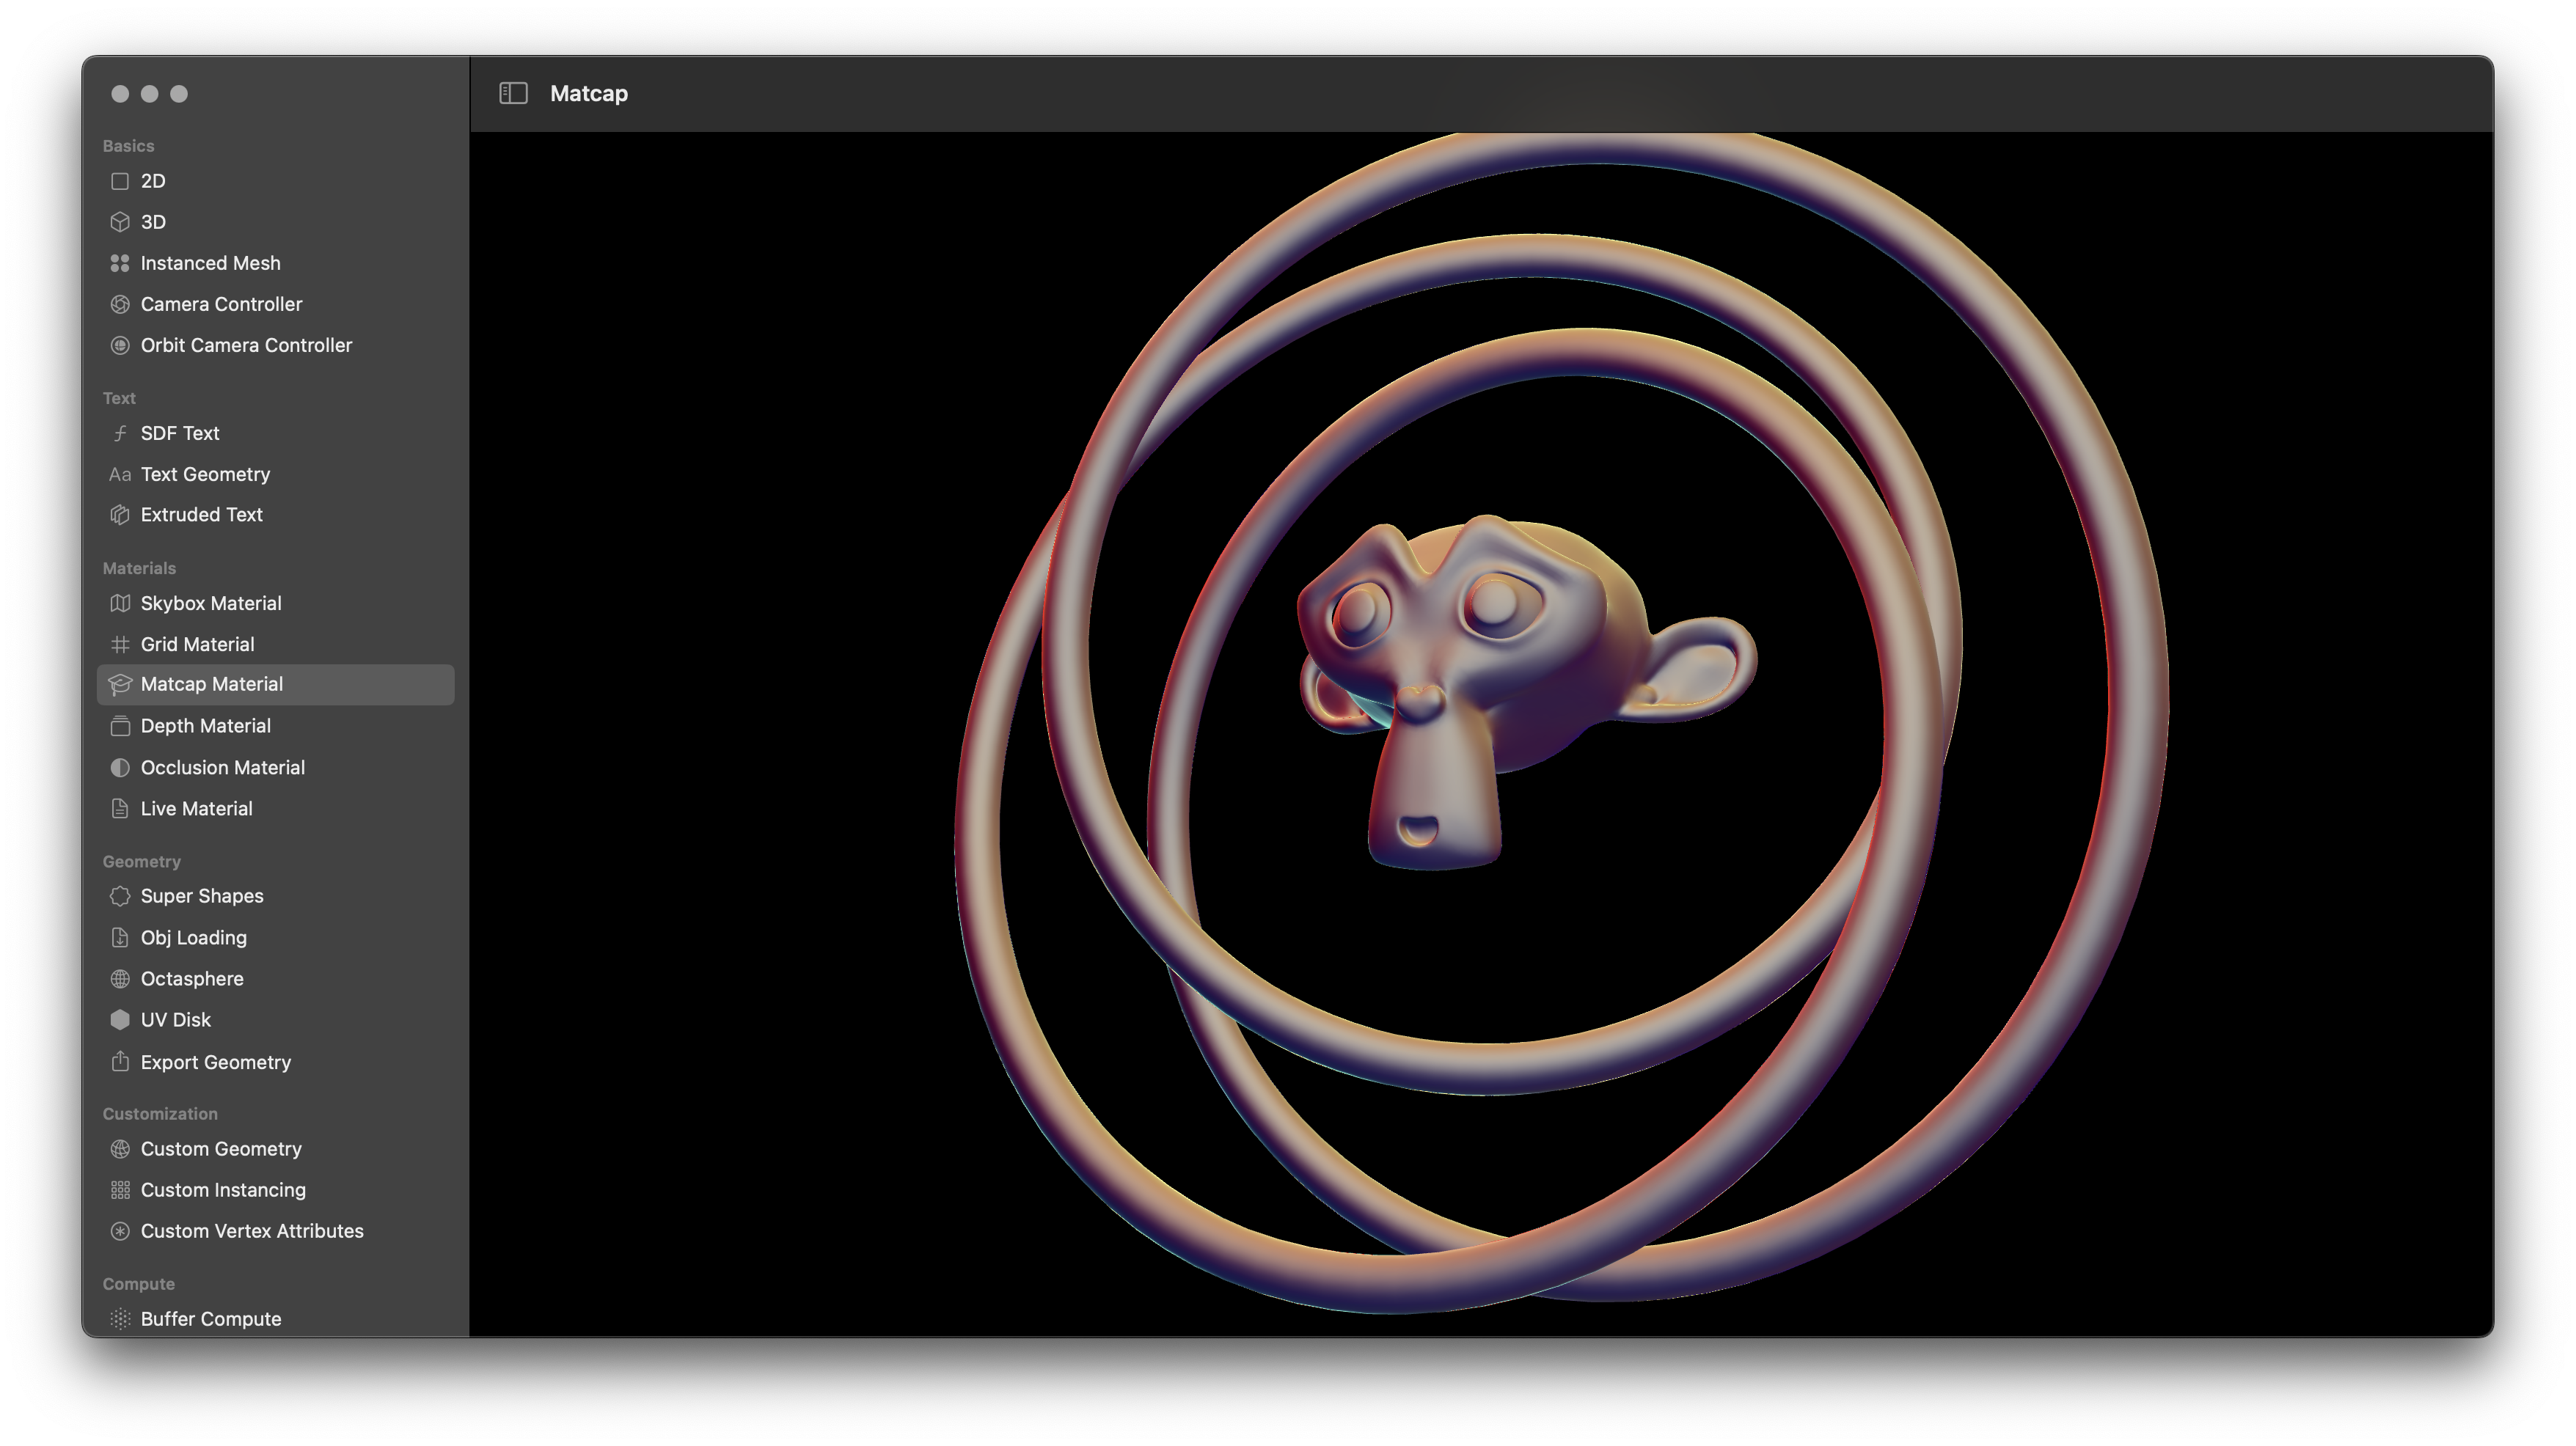 Matcap
Basics
2D
3D
Instanced Mesh
Camera Controller
Orbit Camera Controller
Text
SDF Text
Aa Text Geometry
Extruded Text
Materials
Skybox Material
Grid Material
Matcap Material
Depth Material
Occlusion Material
Live Material
Geometry
Super Shapes
Obj Loading
Octasphere
UV Disk
Export Geometry
Customization
Custom Geometry
Custom Instancing
Custom Vertex Attributes
Compute
Buffer Compute